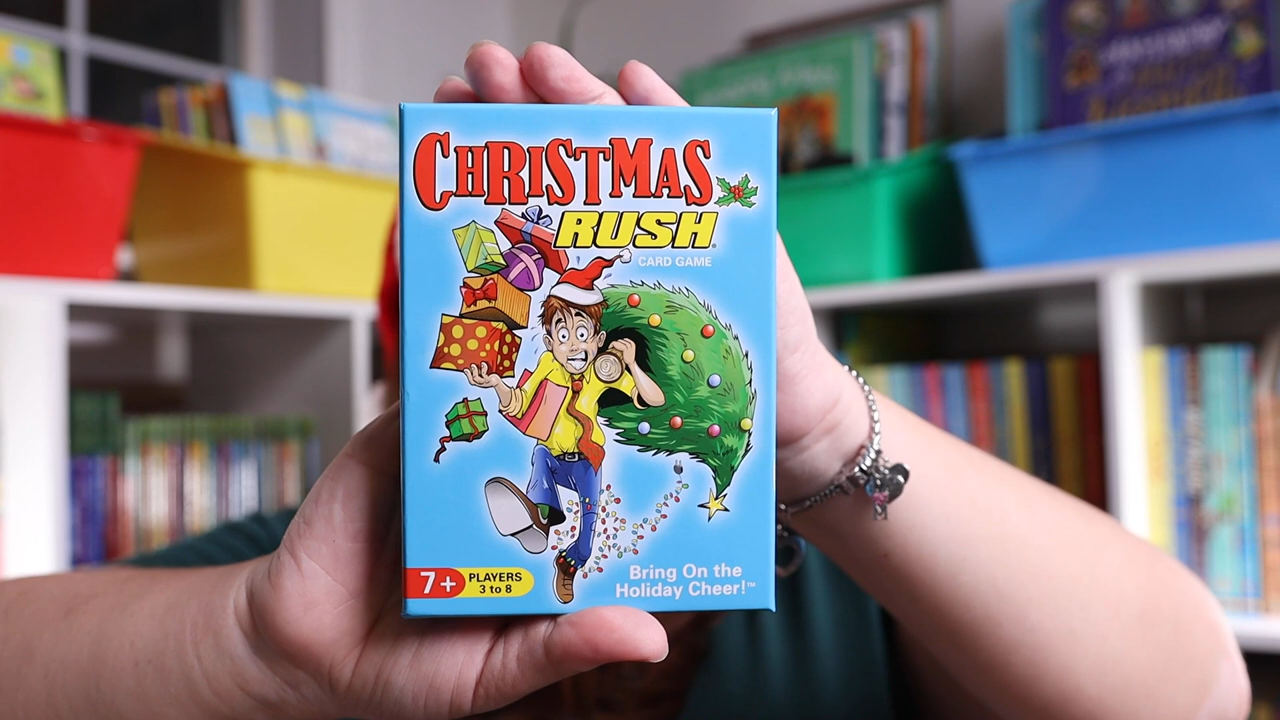 CHRISTMAS
RUSH®
CARD GAME
7+
PLAYERS
3 to 8
Bring On the
Holiday Cheer!™